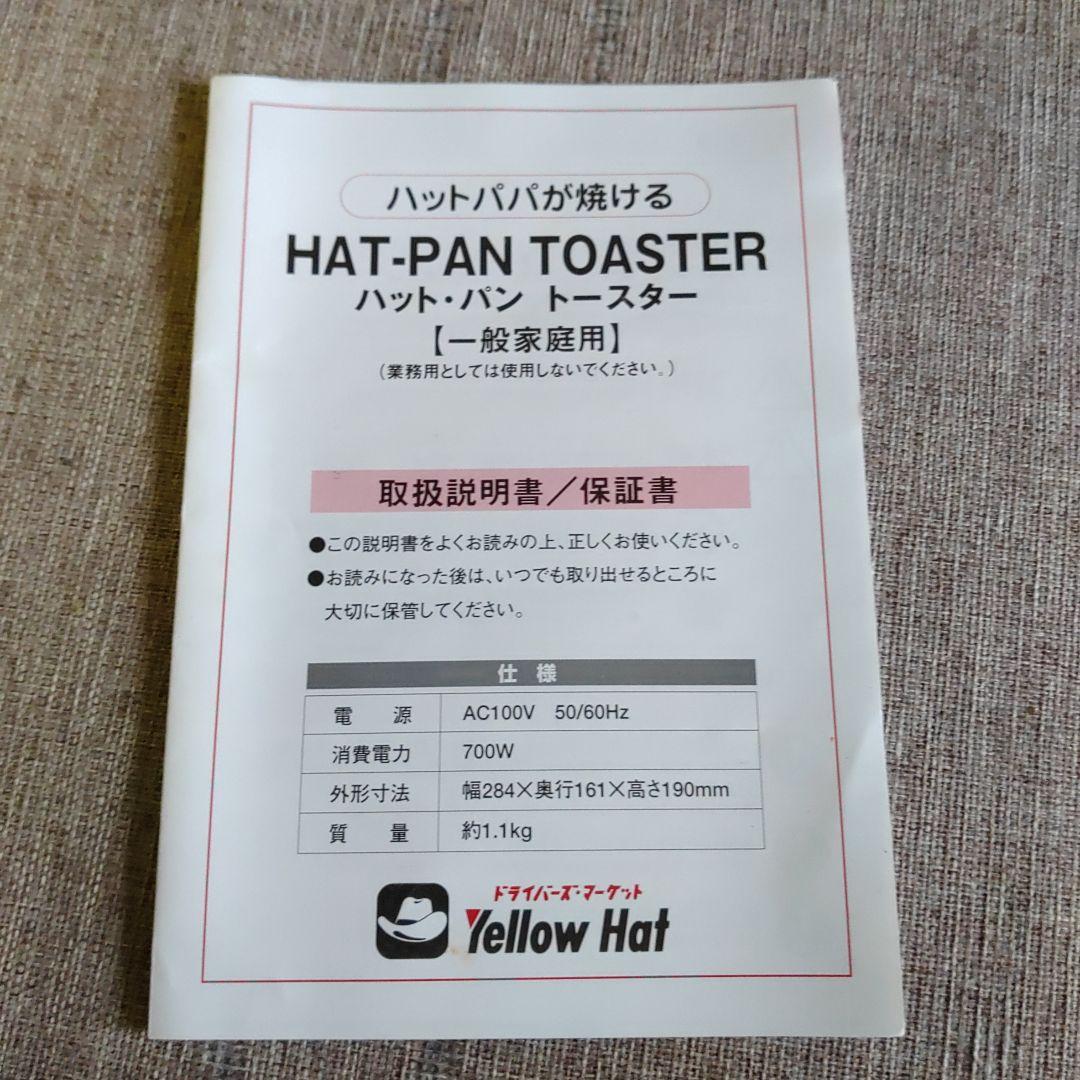 ハットパパが焼ける
HAT-PAN TOASTER
ハット・パン トースター
【一般家庭用】
(業務用としては使用しないでください。)
取扱説明書／保証書
●この説明書をよくお読みの上、正しくお使いください。
●お読みになった後は、いつでも取り出せるところに
大切に保管してください。
仕 様
電 源 AC100V 50/60Hz
消費電力 700W
外形寸法 幅284×奥行161×高さ190mm
質 量 約1.1kg
ドライバーズ・マーケット
Yellow Hat